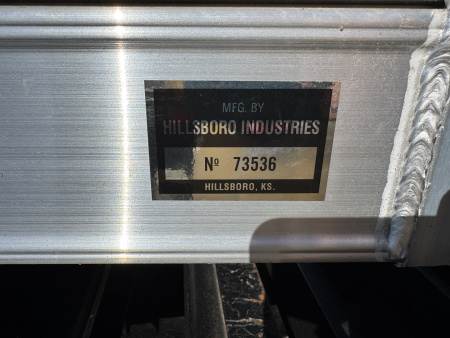 MFG. BY
HILLSBORO INDUSTRIES
Nº 73536
HILLSBORO, KS.